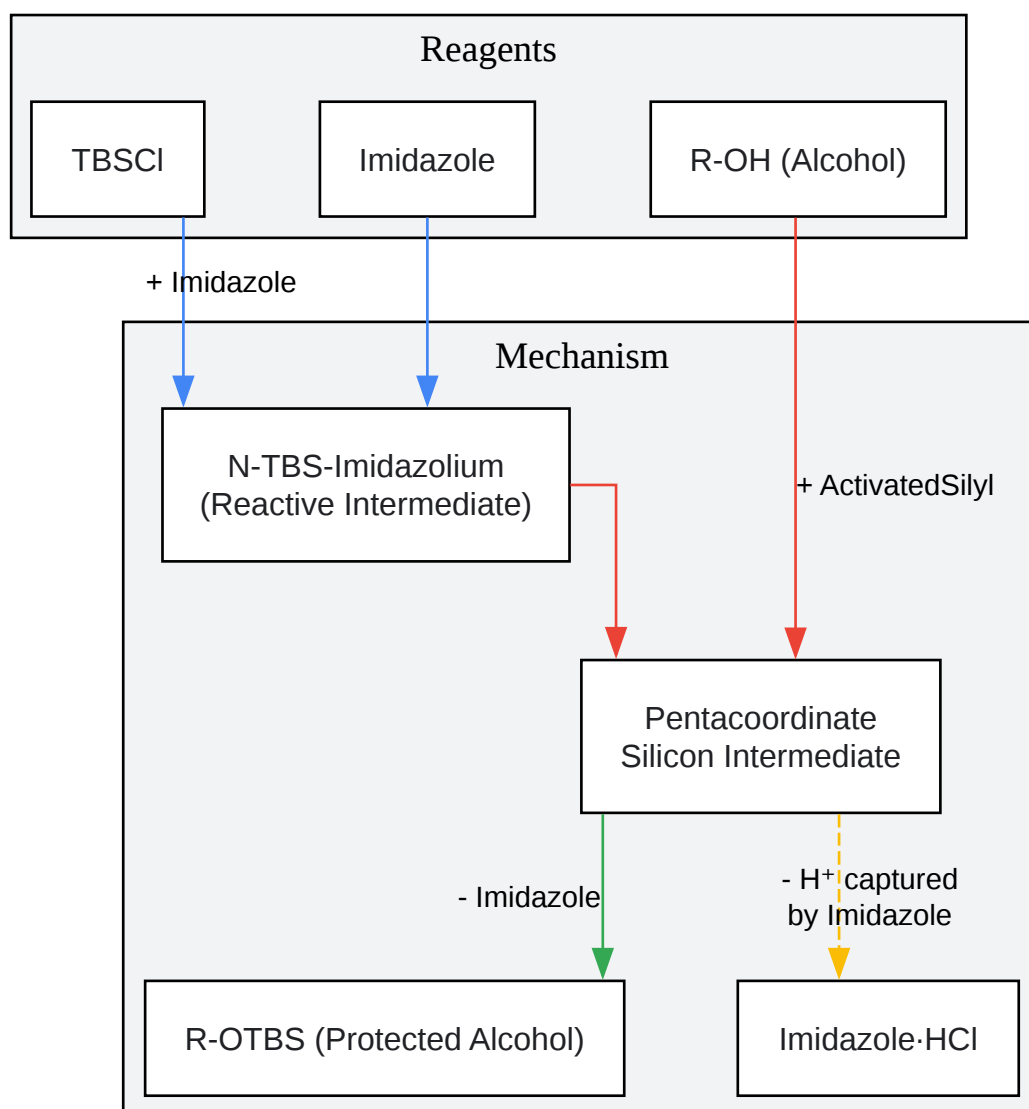 Reagents
TBSCl
Imidazole
R-OH (Alcohol)
+ Imidazole
Mechanism
N-TBS-Imidazolium
(Reactive Intermediate)
+ ActivatedSilyl
Pentacoordinate
Silicon Intermediate
- Imidazole
- H⁺ captured
by Imidazole
R-OTBS (Protected Alcohol)
Imidazole·HCl